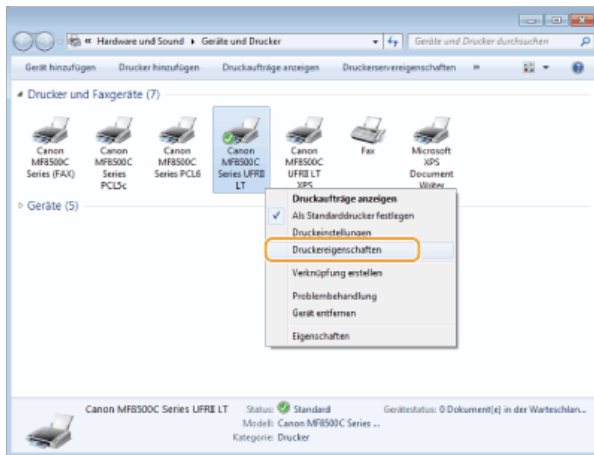 Hardware und Sound ▸ Geräte und Drucker
Geräte und Drucker durchsuchen
Gerät hinzufügen Drucker hinzufügen Druckaufträge anzeigen Druckerservereigenschaften »
Drucker und Faxgeräte (7)
Canon MF8500C Series (FAX)
Canon MF8500C Series PCL5c
Canon MF8500C Series PCL6
Canon MF8500C Series UFRII LT
Canon MF8500C UFRII LT XPS
Fax
Microsoft XPS Document Writer
Geräte (5)
Druckaufträge anzeigen
Als Standarddrucker festlegen
Druckeinstellungen
Druckereigenschaften
Verknüpfung erstellen
Problembehandlung
Gerät entfernen
Eigenschaften
Canon MF8500C Series UFRII LT Status: Standard Gerätestatus: 0 Dokument(e) in der Warteschlan...
Modell: Canon MF8500C Series ...
Kategorie: Drucker